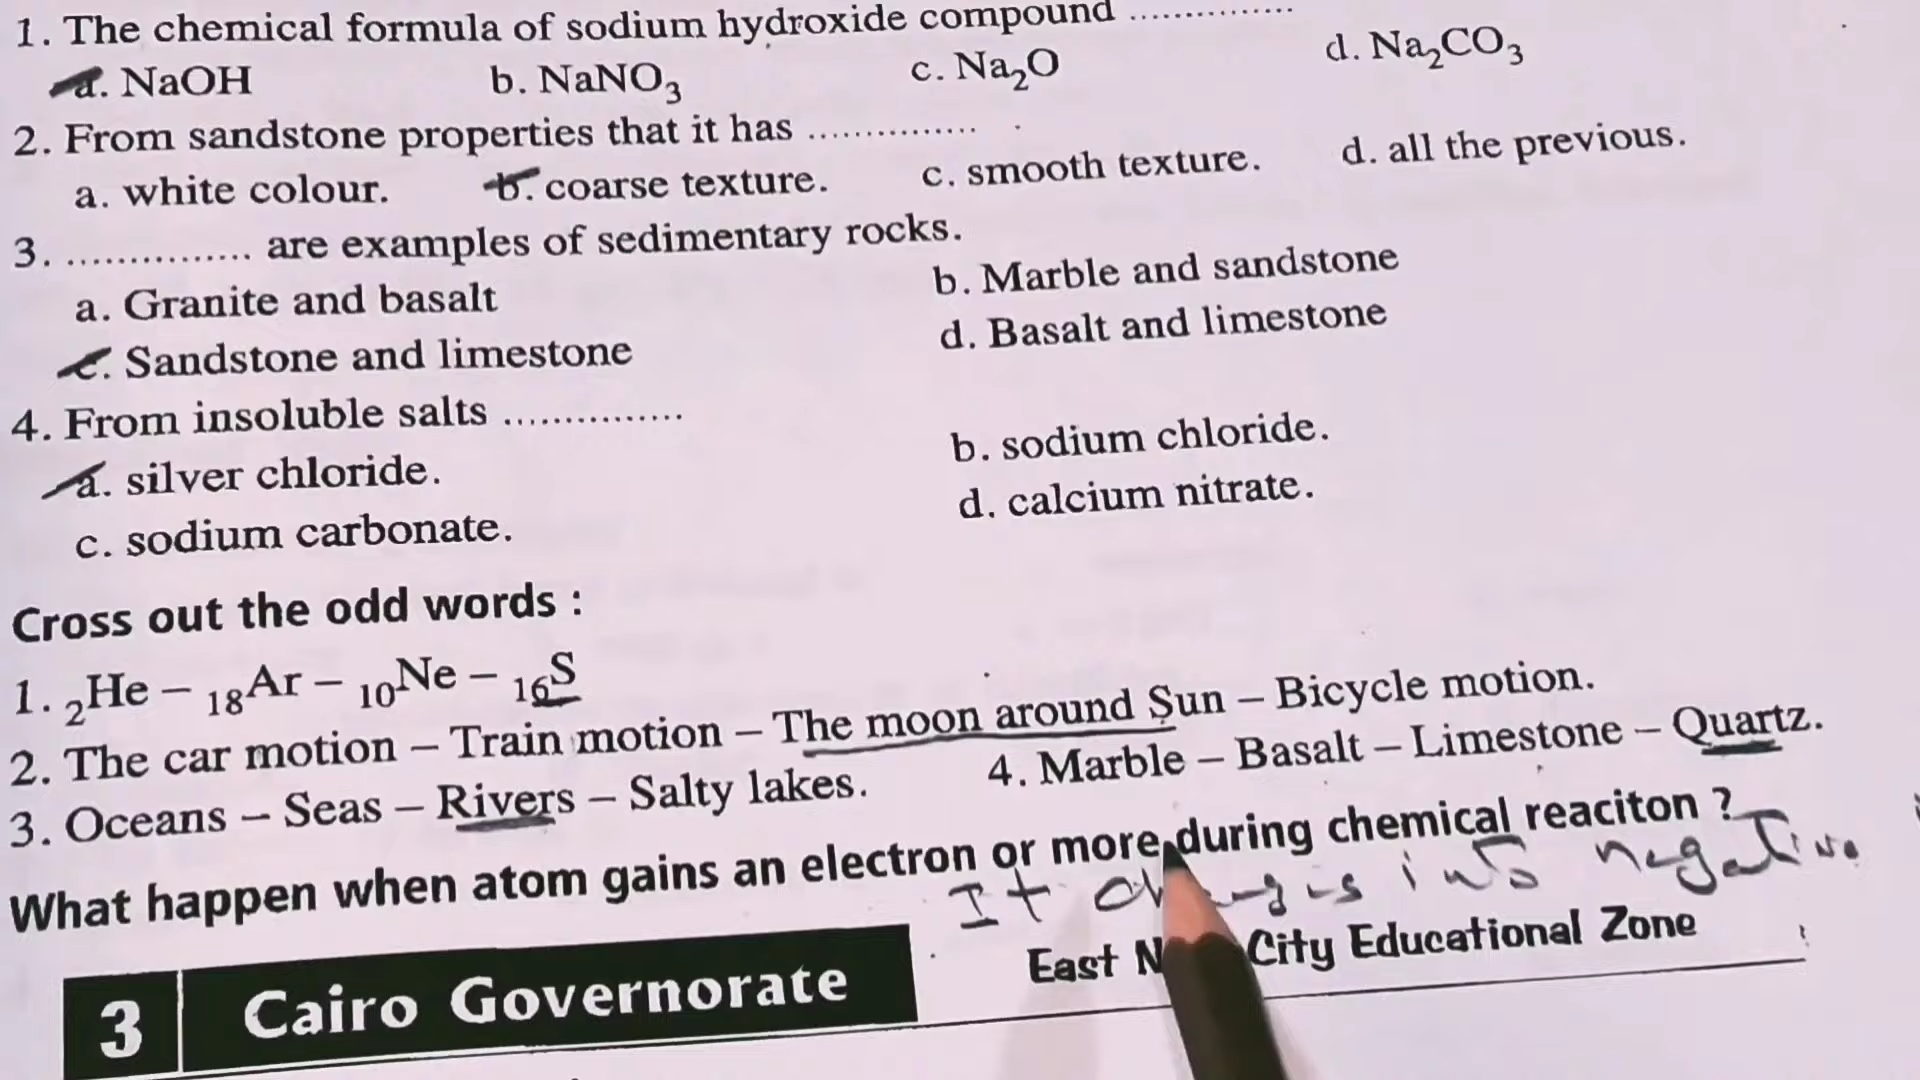 1. The chemical formula of sodium hydroxide compound ...............
a. NaOH b. NaNO₃ c. Na₂O d. Na₂CO₃
2. From sandstone properties that it has ...............
a. white colour. b. coarse texture. c. smooth texture. d. all the previous.
3. ............... are examples of sedimentary rocks.
a. Granite and basalt b. Marble and sandstone
c. Sandstone and limestone d. Basalt and limestone
4. From insoluble salts ...............
a. silver chloride. b. sodium chloride.
c. sodium carbonate. d. calcium nitrate.
Cross out the odd words :
1. ₂He – ₁₈Ar – ₁₀Ne – ₁₆S
2. The car motion – Train motion – The moon around Sun – Bicycle motion.
3. Oceans – Seas – Rivers – Salty lakes. 4. Marble – Basalt – Limestone – Quartz.
What happen when atom gains an electron or more during chemical reaciton ?
It into negative
3 Cairo Governorate East City Educational Zone